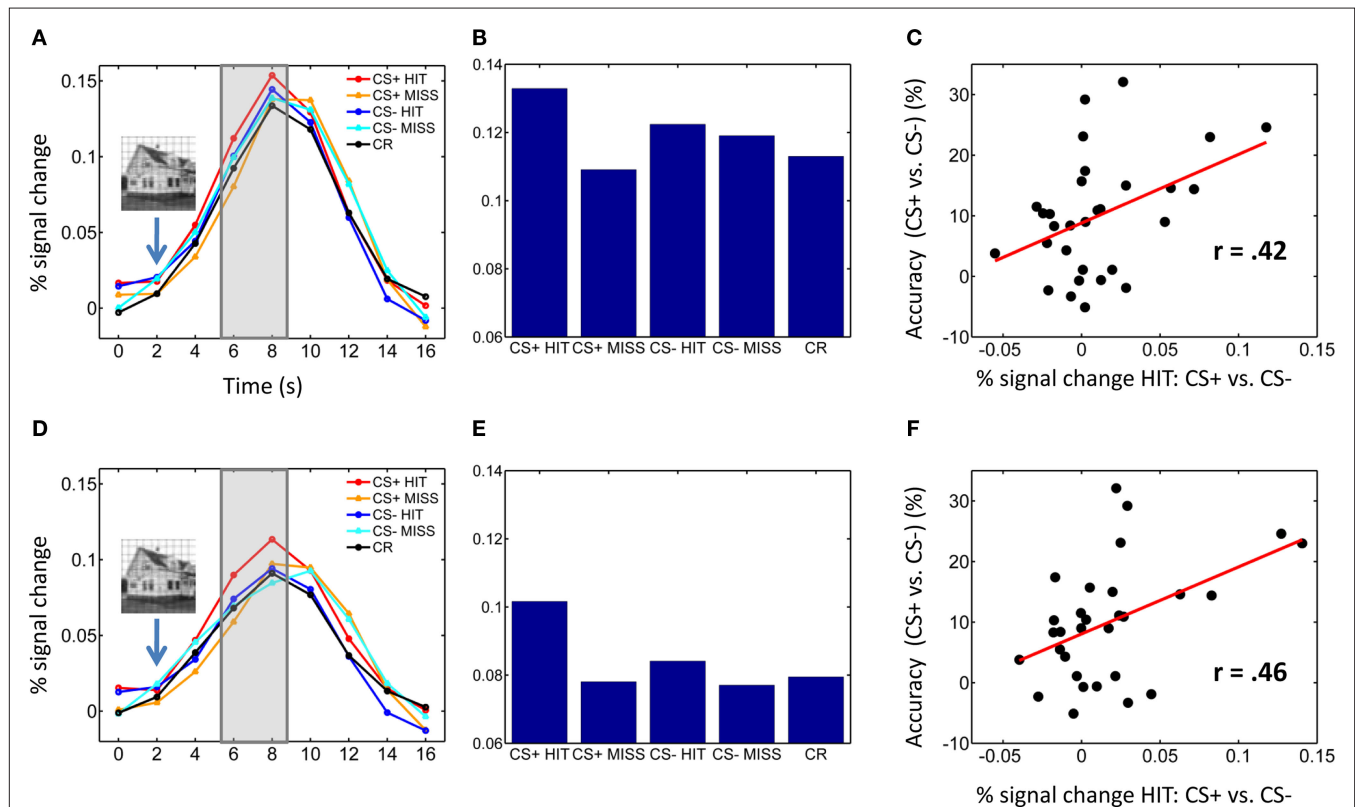 A
% signal change
0.15
0.1
0.05
0
0 2 4 6 8 10 12 14 16
Time (s)
CS+ HIT
CS+ MISS
CS- HIT
CS- MISS
CR
B
0.14
0.12
0.1
0.08
0.06
CS+ HIT CS+ MISS CS- HIT CS- MISS CR
C
Accuracy (CS+ vs. CS-) (%)
30
20
10
0
-10
-0.05 0 0.05 0.1 0.15
% signal change HIT: CS+ vs. CS-
r = .42
D
% signal change
0.15
0.1
0.05
0
0 2 4 6 8 10 12 14 16
CS+ HIT
CS+ MISS
CS- HIT
CS- MISS
CR
E
0.14
0.12
0.1
0.08
0.06
CS+ HIT CS+ MISS CS- HIT CS- MISS CR
F
Accuracy (CS+ vs. CS-) (%)
30
20
10
0
-10
-0.05 0 0.05 0.1 0.15
% signal change HIT: CS+ vs. CS-
r = .46